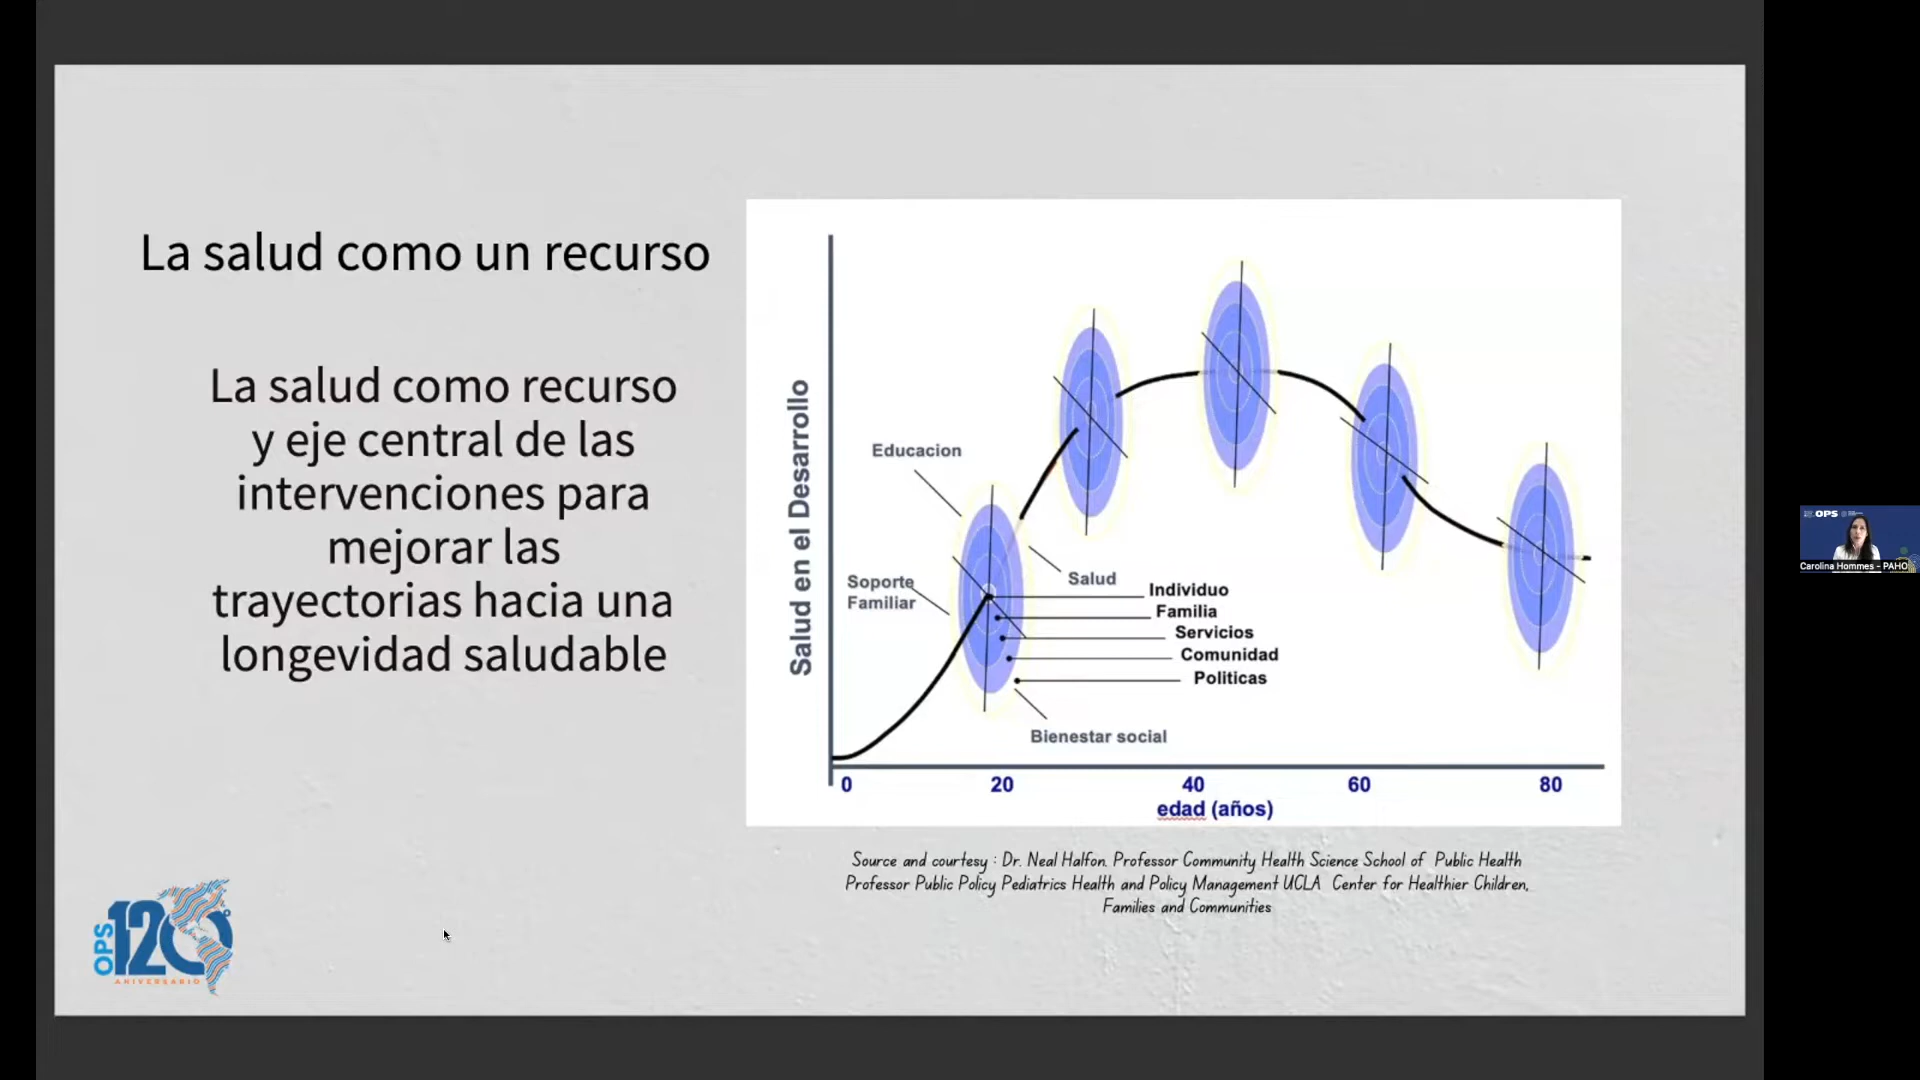 La salud como un recurso
La salud como recurso
y eje central de las
intervenciones para
mejorar las
trayectorias hacia una
longevidad saludable
Salud en el Desarrollo
Educacion
Soporte
Familiar
Salud
Individuo
Familia
Servicios
Comunidad
Politicas
Bienestar social
0 20 40 60 80
edad (años)
Source and courtesy : Dr. Neal Halfon. Professor Community Health Science School of Public Health
Professor Public Policy Pediatrics Health and Policy Management UCLA Center for Healthier Children,
Families and Communities
OPS 120
ANIVERSARIO
OPS
Carolina Hommes - PAHO